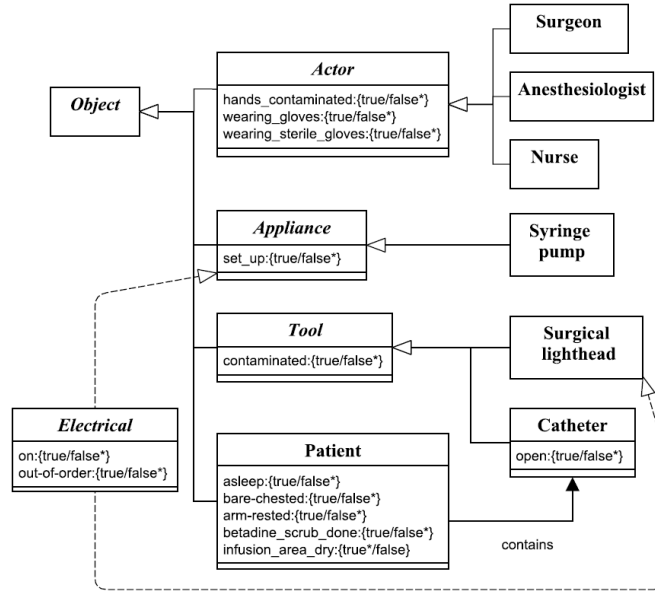 Surgeon
Actor
hands_contaminated:{true/false*}
wearing_gloves:{true/false*}
wearing_sterile_gloves:{true/false*}
Object
Anesthesiologist
Nurse
Appliance
set_up:{true/false*}
Syringe
pump
Tool
contaminated:{true/false*}
Surgical
lighthead
Electrical
on:{true/false*}
out-of-order:{true/false*}
Catheter
open:{true/false*}
Patient
asleep:{true/false*}
bare-chested:{true/false*}
arm-rested:{true/false*}
betadine_scrub_done:{true/false*}
infusion_area_dry:{true*/false}
contains